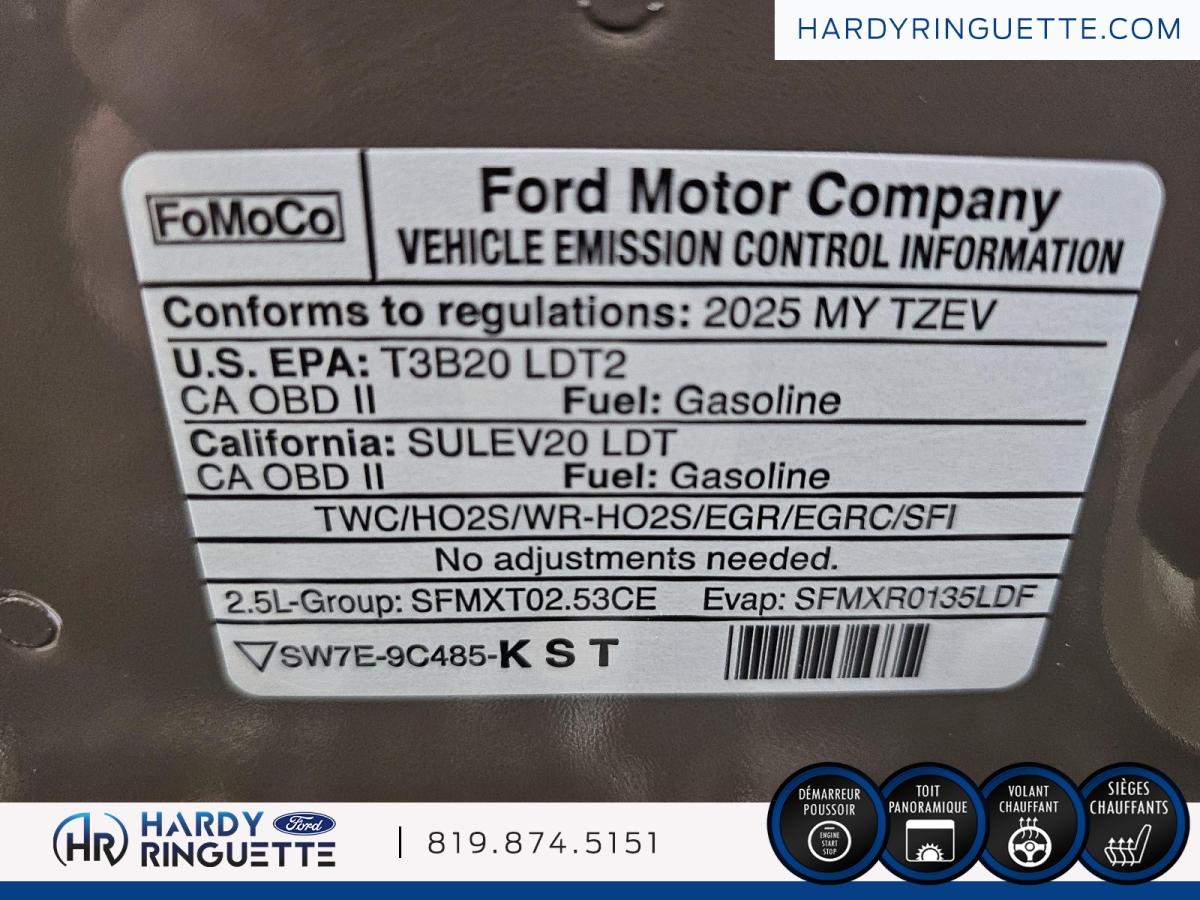 HARDYRINGUETTE.COM
FoMoCo
Ford Motor Company
VEHICLE EMISSION CONTROL INFORMATION
Conforms to regulations: 2025 MY TZEV
U.S. EPA: T3B20 LDT2
CA OBD II Fuel: Gasoline
California: SULEV20 LDT
CA OBD II Fuel: Gasoline
TWC/HO2S/WR-HO2S/EGR/EGRC/SFI
No adjustments needed.
2.5L-Group: SFMXT02.53CE Evap: SFMXR0135LDF
SW7E-9C485-K S T
HR HARDY RINGUETTE
Ford
819.874.5151
DÉMARREUR
POUSSOIR
ENGINE
START
STOP
TOIT
PANORAMIQUE
VOLANT
CHAUFFANT
SIÈGES
CHAUFFANTS